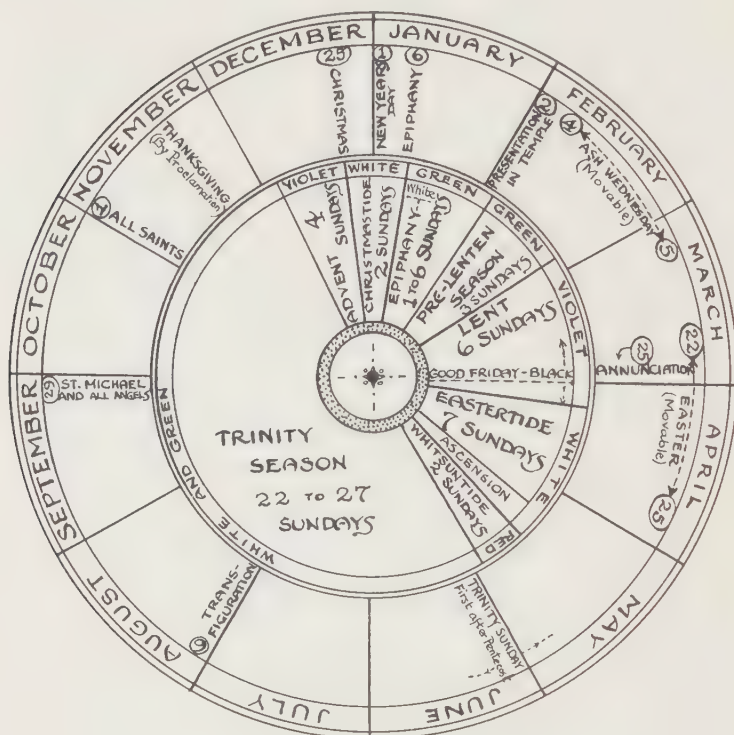 JANUARY
FEBRUARY
MARCH
APRIL
MAY
JUNE
JULY
AUGUST
SEPTEMBER
OCTOBER
NOVEMBER
DECEMBER
1
NEW YEARS
DAY
6
EPIPHANY
2
PRESENTATION
IN TEMPLE
4
ASH WEDNESDAY
(Movable)
5
22
25
ANNUNCIATION
EASTER
(Movable)
25
TRINITY SUNDAY
First after Pentecost
6
TRANS-
FIGURATION
29
ST. MICHAEL
AND ALL ANGELS
1
ALL SAINTS
THANKSGIVING
(By Proclamation)
25
CHRISTMAS
VIOLET
WHITE
GREEN
GREEN
VIOLET
WHITE
RED
WHITE AND GREEN
ADVENT SUNDAYS
4
CHRISTMASTIDE
2 SUNDAYS
White
EPIPHANY
1 TO 6 SUNDAYS
PRE-LENTEN
SEASON
3 SUNDAYS
LENT
6 SUNDAYS
GOOD FRIDAY - BLACK
EASTERTIDE
7 SUNDAYS
ASCENSION
WHITSUNTIDE
2 SUNDAYS
TRINITY
SEASON
22 TO 27
SUNDAYS